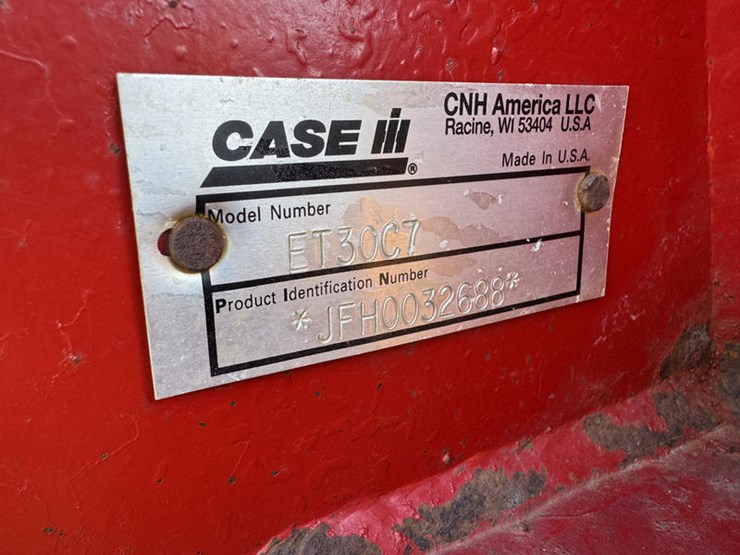 CASE IH®
CNH America LLC
Racine, WI 53404 U.S.A
Made In U.S.A.
Model Number
ET30C7
Product Identification Number
*JFH0032688*